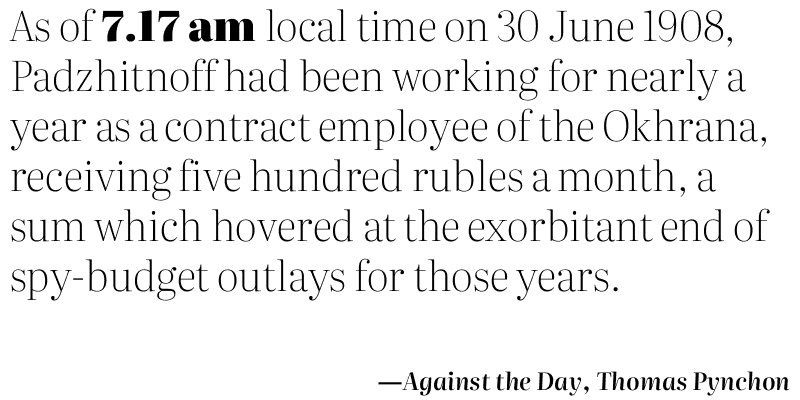 As of 7.17 am local time on 30 June 1908,
Padzhitnoff had been working for nearly a
year as a contract employee of the Okhrana,
receiving five hundred rubles a month, a
sum which hovered at the exorbitant end of
spy-budget outlays for those years.
—Against the Day, Thomas Pynchon